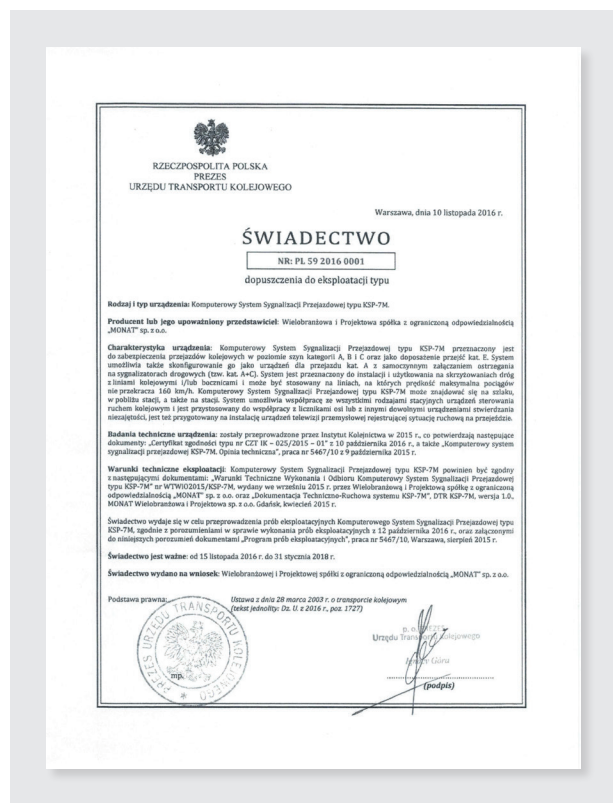 RZECZPOSPOLITA POLSKA
PREZES
URZĘDU TRANSPORTU KOLEJOWEGO
Warszawa, dnia 10 listopada 2016 r.
ŚWIADECTWO
NR: PL 59 2016 0001
dopuszczenia do eksploatacji typu
Rodzaj i typ urządzenia: Komputerowy System Sygnalizacji Przejazdowej typu KSP-7M.
Producent lub jego upoważniony przedstawiciel: Wielobranżowa i Projektowa spółka z ograniczoną odpowiedzialnością
„MONAT" sp. z o.o.
Charakterystyka urządzenia: Komputerowy System Sygnalizacji Przejazdowej typu KSP-7M przeznaczony jest
do zabezpieczenia przejazdów kolejowych w poziomie szyn kategorii A, B i C oraz jako doposażenie przejść kat. E. System
umożliwia także skonfigurowanie go jako urządzeń dla przejazdu kat. A z samoczynnym załączaniem ostrzegania
na sygnalizatorach drogowych (tzw. kat. A+C). System jest przeznaczony do instalacji i użytkowania na skrzyżowaniach dróg
z liniami kolejowymi i/lub bocznicami i może być stosowany na liniach, na których prędkość maksymalna pociągów
nie przekracza 160 km/h. Komputerowy System Sygnalizacji Przejazdowej typu KSP-7M może znajdować się na szlaku,
w pobliżu stacji, a także na stacji. System umożliwia współpracę ze wszystkimi rodzajami stacyjnych urządzeń sterowania
ruchem kolejowym i jest przystosowany do współpracy z licznikami osi lub z innymi dowolnymi urządzeniami stwierdzania
niezajętości, jest też przygotowany na instalację urządzeń telewizji przemysłowej rejestrującej sytuację ruchową na przejeździe.
Badania techniczne urządzenia: zostały przeprowadzone przez Instytut Kolejnictwa w 2015 r., co potwierdzają następujące
dokumenty: „Certyfikat zgodności typu nr CZT IK – 025/2015 – 01" z 10 października 2016 r., a także „Komputerowy system
sygnalizacji przejazdowej KSP-7M. Opinia techniczna", praca nr 5467/10 z 9 października 2015 r.
Warunki techniczne eksploatacji: Komputerowy System Sygnalizacji Przejazdowej typu KSP-7M powinien być zgodny
z następującymi dokumentami: „Warunki Techniczne Wykonania i Odbioru Komputerowy System Sygnalizacji Przejazdowej
typu KSP-7M" nr WTWIO2015/KSP-7M, wydany we wrześniu 2015 r. przez Wielobranżową i Projektową spółkę z ograniczoną
odpowiedzialnością „MONAT" sp. z o.o. oraz „Dokumentacja Techniczno-Ruchowa systemu KSP-7M", DTR KSP-7M, wersja 1.0.,
MONAT Wielobranżowa i Projektowa sp. z o.o. Gdańsk, kwiecień 2015 r.
Świadectwo wydaje się w celu przeprowadzenia prób eksploatacyjnych Komputerowego System Sygnalizacji Przejazdowej typu
KSP-7M, zgodnie z porozumieniami w sprawie wykonania prób eksploatacyjnych z 12 października 2016 r., oraz załączonymi
do niniejszych porozumień dokumentami „Program prób eksploatacyjnych", praca nr 5467/10, Warszawa, sierpień 2015 r.
Świadectwo jest ważne: od 15 listopada 2016 r. do 31 stycznia 2018 r.
Świadectwo wydano na wniosek: Wielobranżowej i Projektowej spółki z ograniczoną odpowiedzialnością „MONAT" sp. z o.o.
Podstawa prawna:
Ustawa z dnia 28 marca 2003 r. o transporcie kolejowym
(tekst jednolity: Dz. U. z 2016 r., poz. 1727)
PREZES URZĘDU TRANSPORTU KOLEJOWEGO
mp.
p. o. PREZESA
Urzędu Transportu Kolejowego
Góra
(podpis)